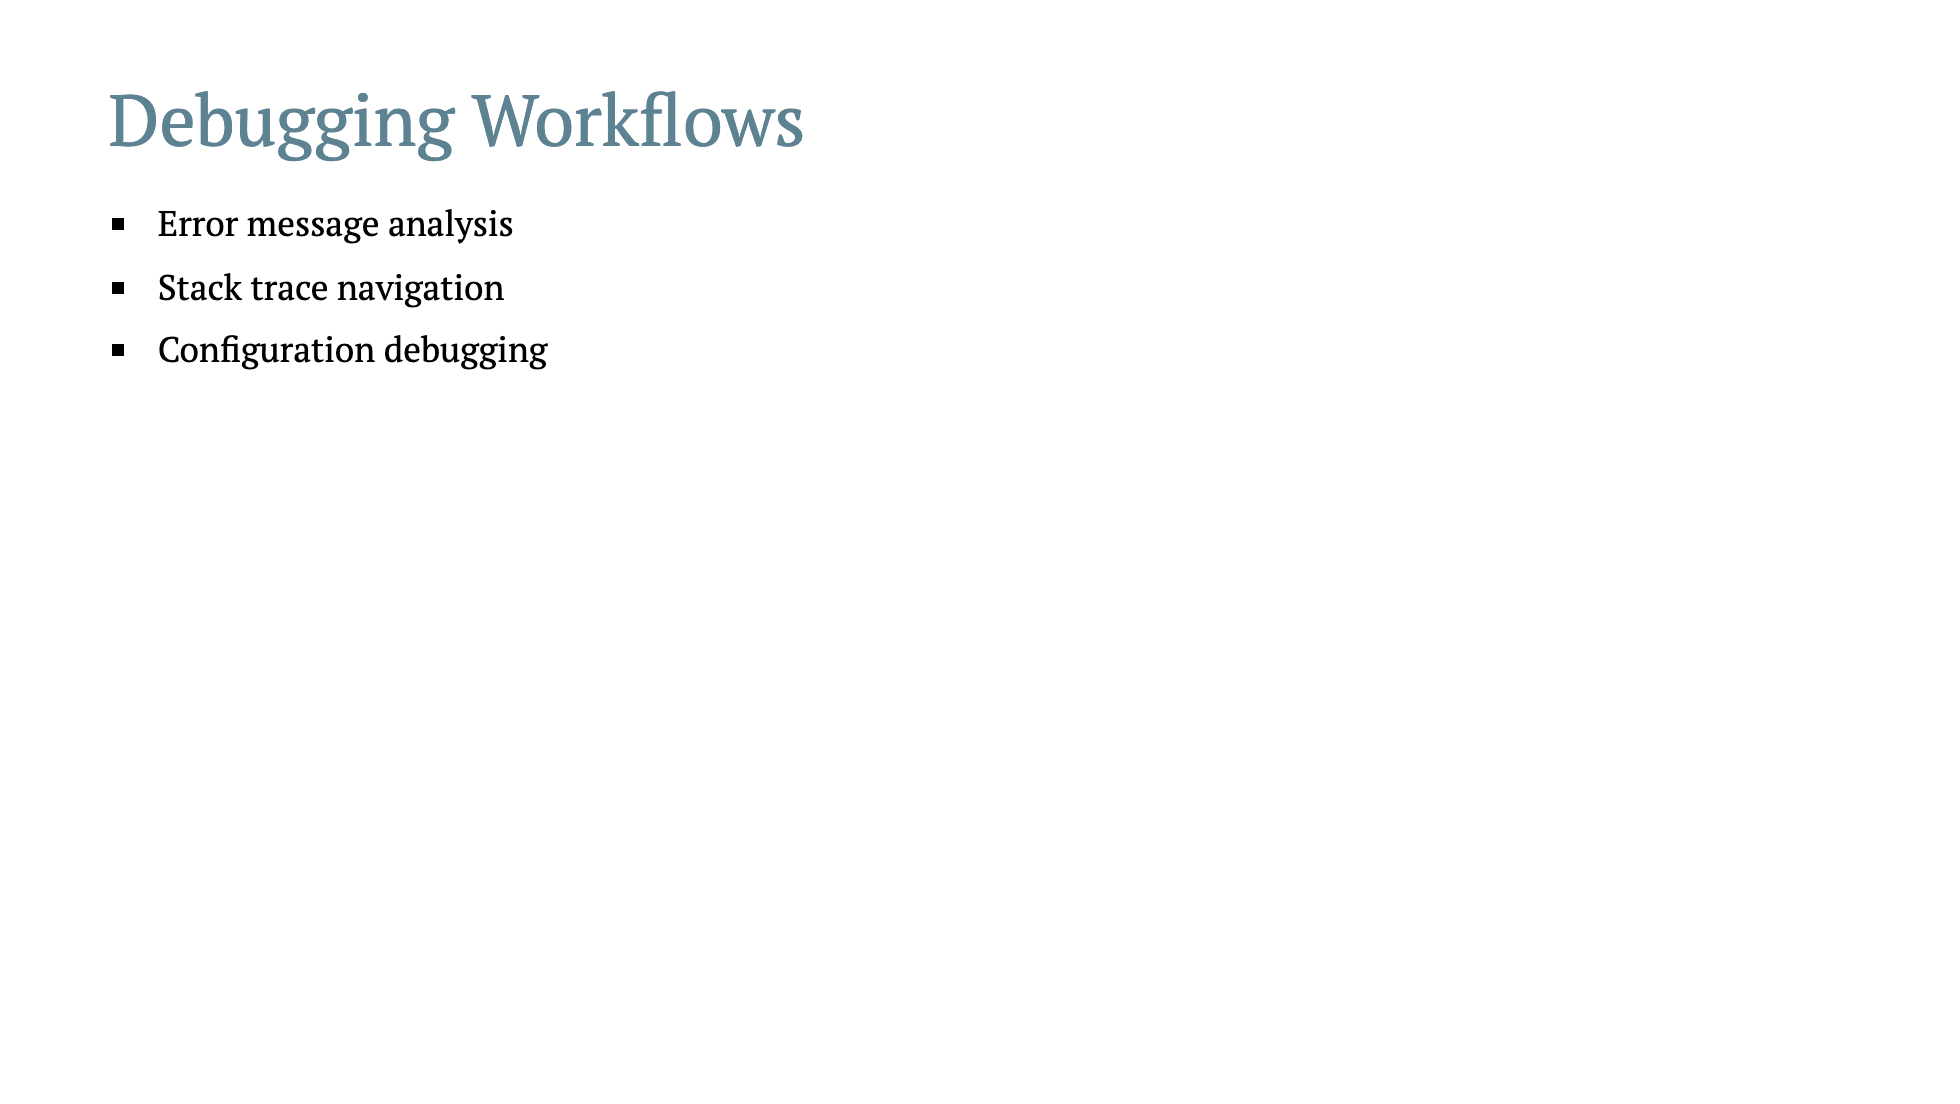 Debugging Workflows
▪ Error message analysis
▪ Stack trace navigation
▪ Configuration debugging